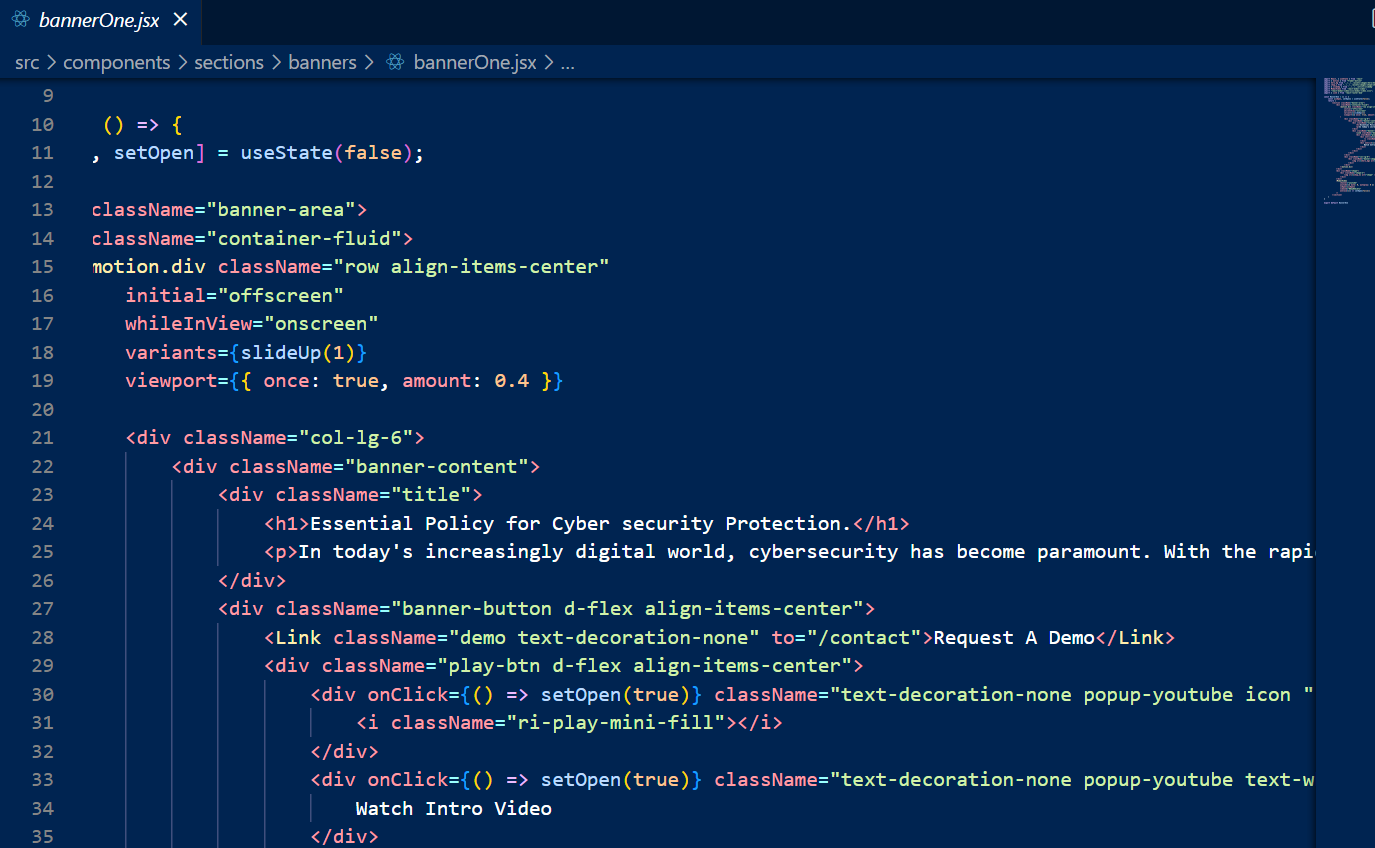 bannerOne.jsx
src > components > sections > banners > bannerOne.jsx > ...
9
10 () => {
11 , setOpen] = useState(false);
12
13 className="banner-area">
14 className="container-fluid">
15 motion.div className="row align-items-center"
16 initial="offscreen"
17 whileInView="onscreen"
18 variants={slideUp(1)}
19 viewport={{ once: true, amount: 0.4 }}
20
21 <div className="col-lg-6">
22 <div className="banner-content">
23 <div className="title">
24 <h1>Essential Policy for Cyber security Protection.</h1>
25 <p>In today's increasingly digital world, cybersecurity has become paramount. With the rapi
26 </div>
27 <div className="banner-button d-flex align-items-center">
28 <Link className="demo text-decoration-none" to="/contact">Request A Demo</Link>
29 <div className="play-btn d-flex align-items-center">
30 <div onClick={() => setOpen(true)} className="text-decoration-none popup-youtube icon "
31 <i className="ri-play-mini-fill"></i>
32 </div>
33 <div onClick={() => setOpen(true)} className="text-decoration-none popup-youtube text-w
34 Watch Intro Video
35 </div>